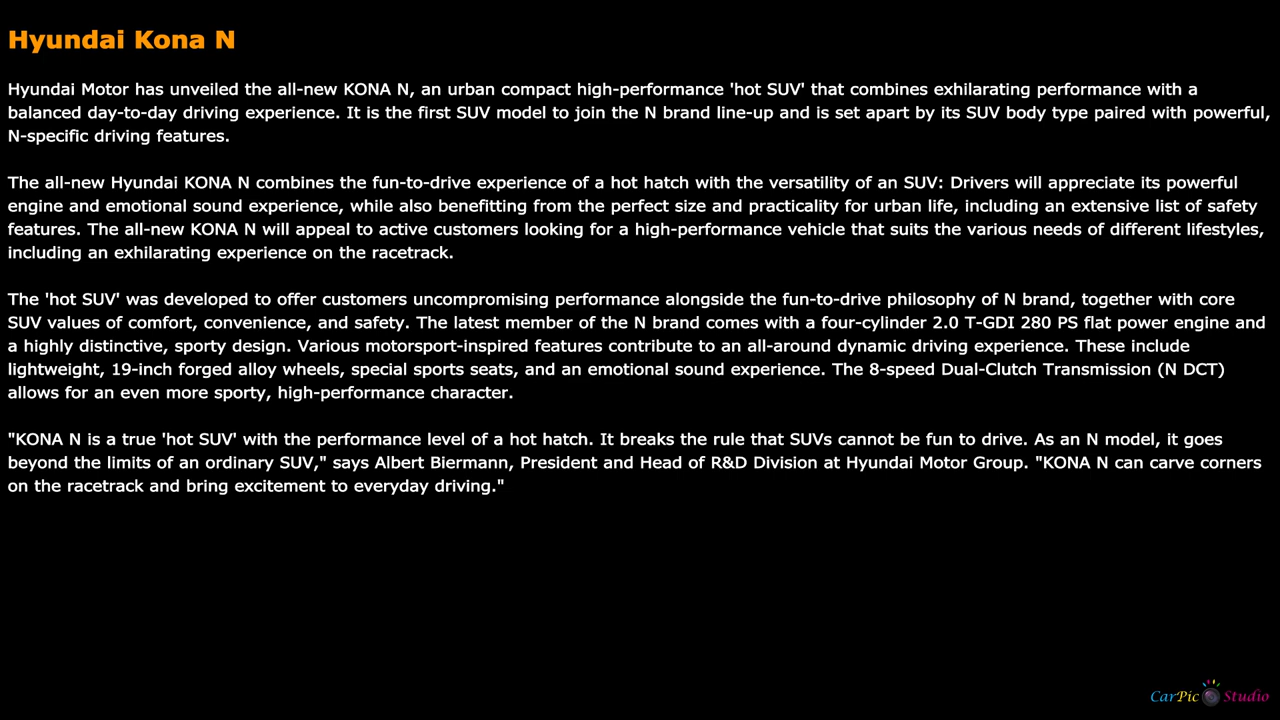 Hyundai Kona N
Hyundai Motor has unveiled the all-new KONA N, an urban compact high-performance 'hot SUV' that combines exhilarating performance with a
balanced day-to-day driving experience. It is the first SUV model to join the N brand line-up and is set apart by its SUV body type paired with powerful,
N-specific driving features.
The all-new Hyundai KONA N combines the fun-to-drive experience of a hot hatch with the versatility of an SUV: Drivers will appreciate its powerful
engine and emotional sound experience, while also benefitting from the perfect size and practicality for urban life, including an extensive list of safety
features. The all-new KONA N will appeal to active customers looking for a high-performance vehicle that suits the various needs of different lifestyles,
including an exhilarating experience on the racetrack.
The 'hot SUV' was developed to offer customers uncompromising performance alongside the fun-to-drive philosophy of N brand, together with core
SUV values of comfort, convenience, and safety. The latest member of the N brand comes with a four-cylinder 2.0 T-GDI 280 PS flat power engine and
a highly distinctive, sporty design. Various motorsport-inspired features contribute to an all-around dynamic driving experience. These include
lightweight, 19-inch forged alloy wheels, special sports seats, and an emotional sound experience. The 8-speed Dual-Clutch Transmission (N DCT)
allows for an even more sporty, high-performance character.
"KONA N is a true 'hot SUV' with the performance level of a hot hatch. It breaks the rule that SUVs cannot be fun to drive. As an N model, it goes
beyond the limits of an ordinary SUV," says Albert Biermann, President and Head of R&D Division at Hyundai Motor Group. "KONA N can carve corners
on the racetrack and bring excitement to everyday driving."
CarPic Studio